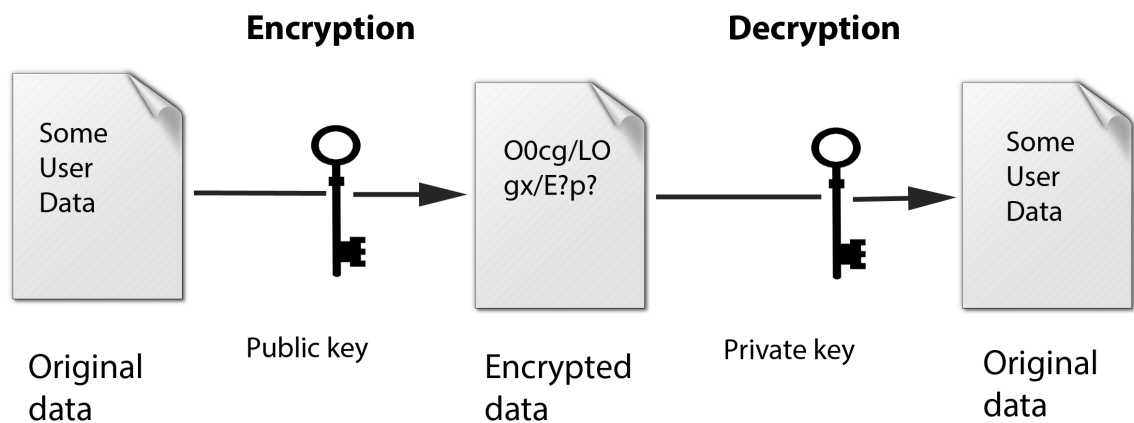 Encryption
Decryption
Some
User
Data
O0cg/LO
gx/E?p?
Some
User
Data
Public key
Private key
Original
data
Encrypted
data
Original
data